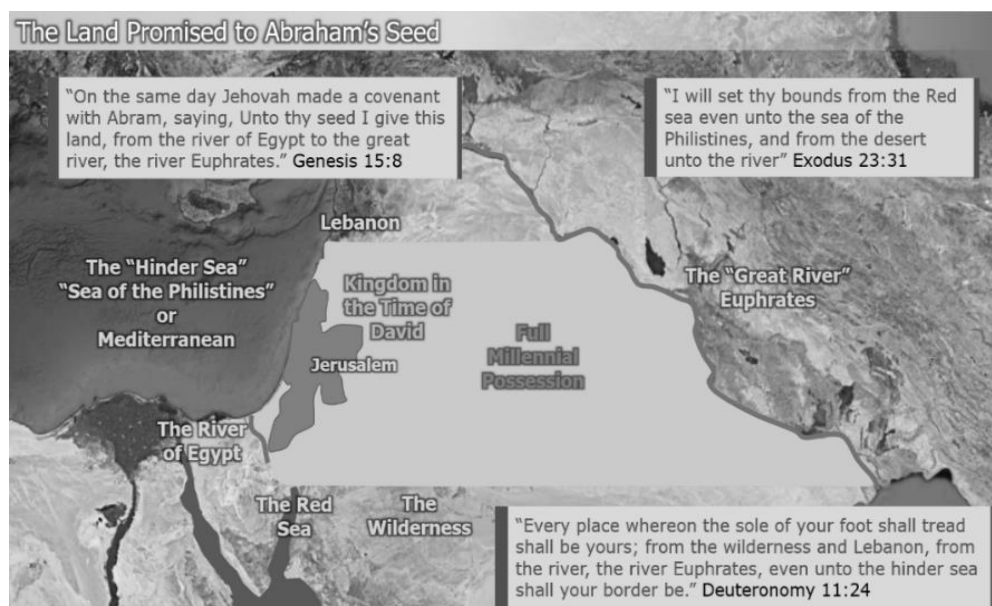 The Land Promised to Abraham's Seed
“On the same day Jehovah made a covenant
with Abram, saying, Unto thy seed I give this
land, from the river of Egypt to the great
river, the river Euphrates.” Genesis 15:8
“I will set thy bounds from the Red
sea even unto the sea of the
Philistines, and from the desert
unto the river” Exodus 23:31
Lebanon
The “Hinder Sea”
“Sea of the Philistines”
or
Mediterranean
Kingdom in
the Time of
David
Jerusalem
Full
Millennial
Possession
The “Great River”
Euphrates
The River
of Egypt
The Red
Sea
The
Wilderness
“Every place whereon the sole of your foot shall tread
shall be yours; from the wilderness and Lebanon, from
the river, the river Euphrates, even unto the hinder sea
shall your border be.” Deuteronomy 11:24